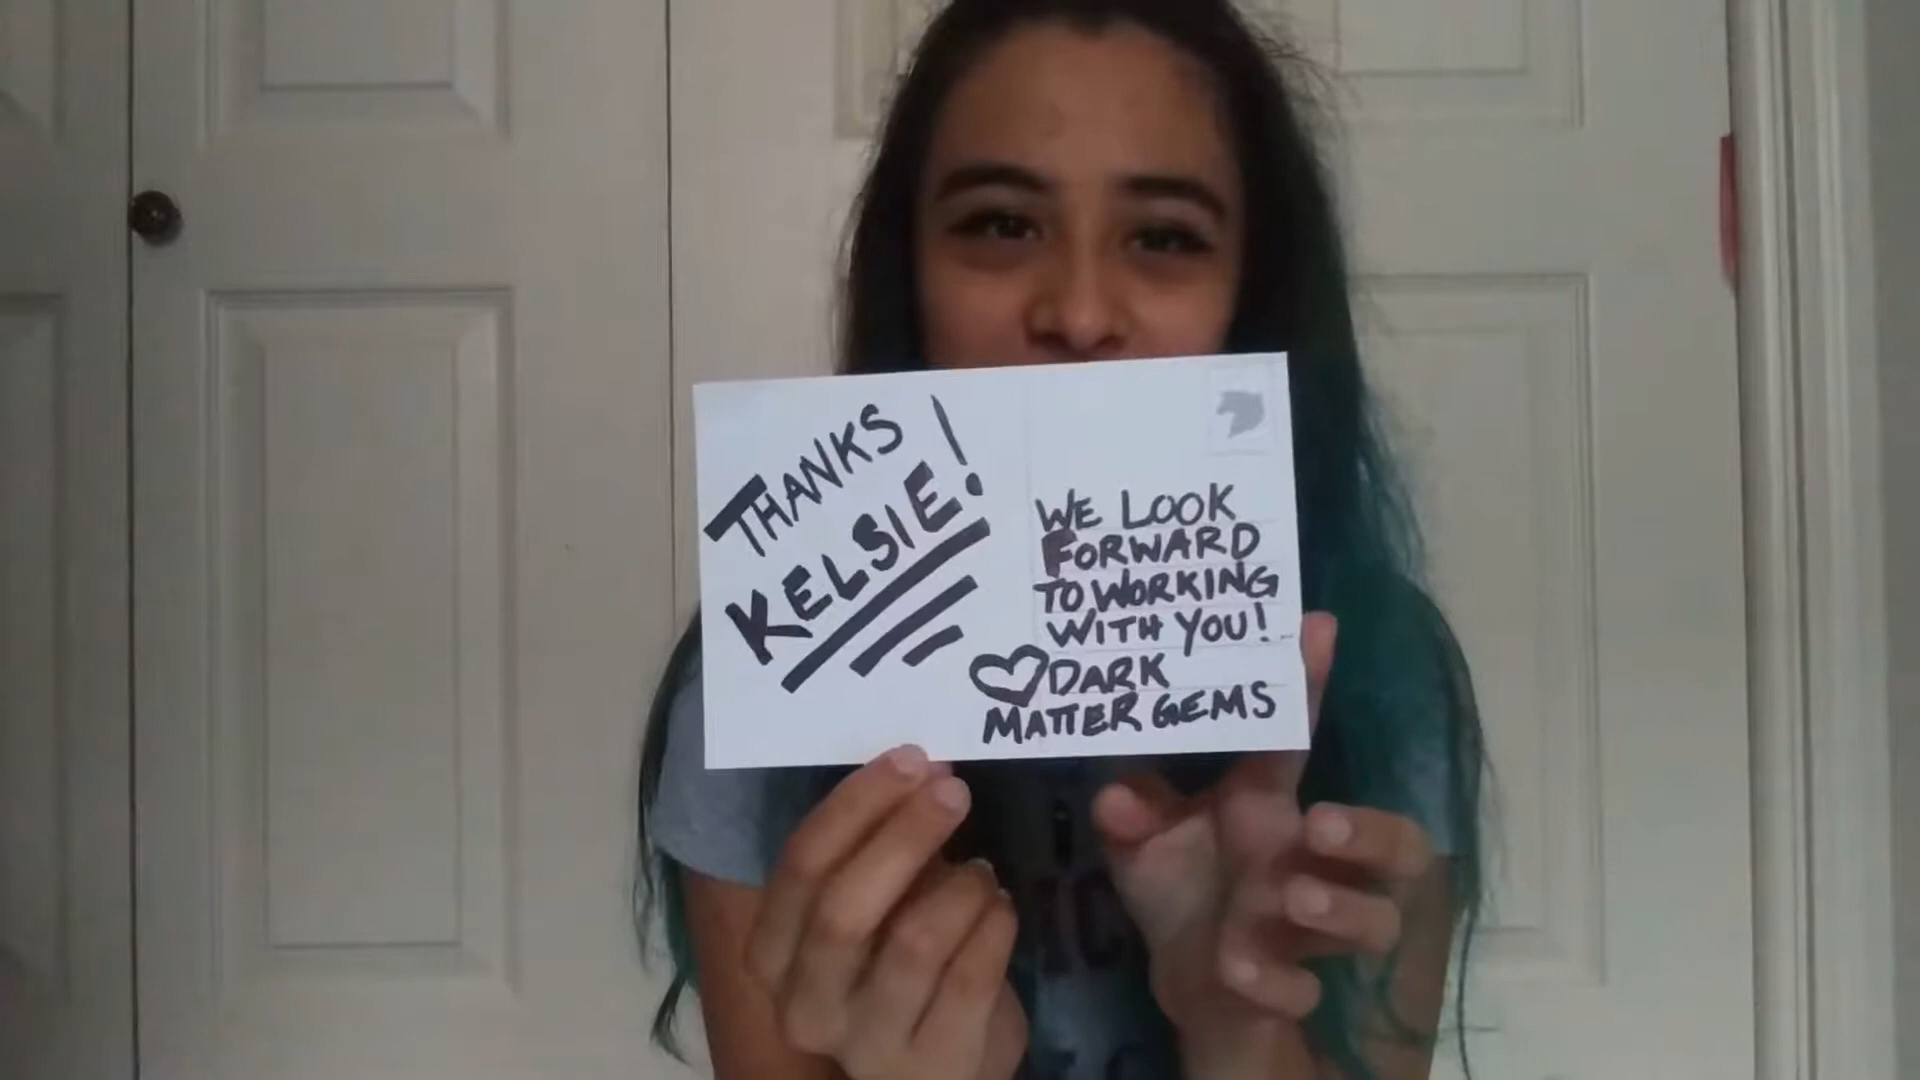 THANKS
KELSIE!
WE LOOK
FORWARD
TO WORKING
WITH YOU!
♡DARK
MATTER GEMS